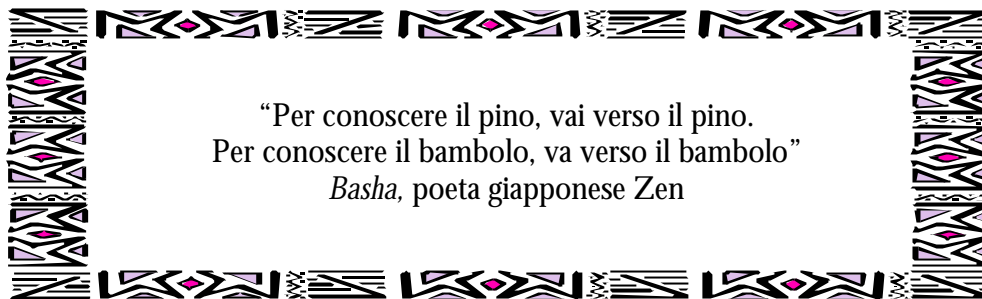 “Per conoscere il pino, vai verso il pino.
Per conoscere il bambolo, va verso il bambolo”
Basha, poeta giapponese Zen